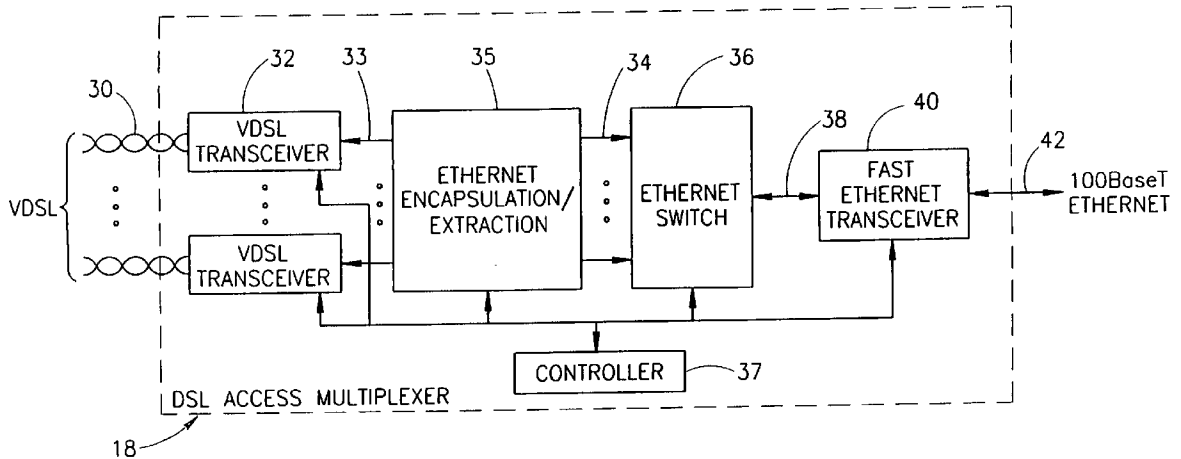 30
32
33
35
34
36
38
40
42
VDSL
VDSL
TRANSCEIVER
VDSL
TRANSCEIVER
ETHERNET
ENCAPSULATION/
EXTRACTION
ETHERNET
SWITCH
FAST
ETHERNET
TRANSCEIVER
100BaseT
ETHERNET
CONTROLLER
37
DSL ACCESS MULTIPLEXER
18